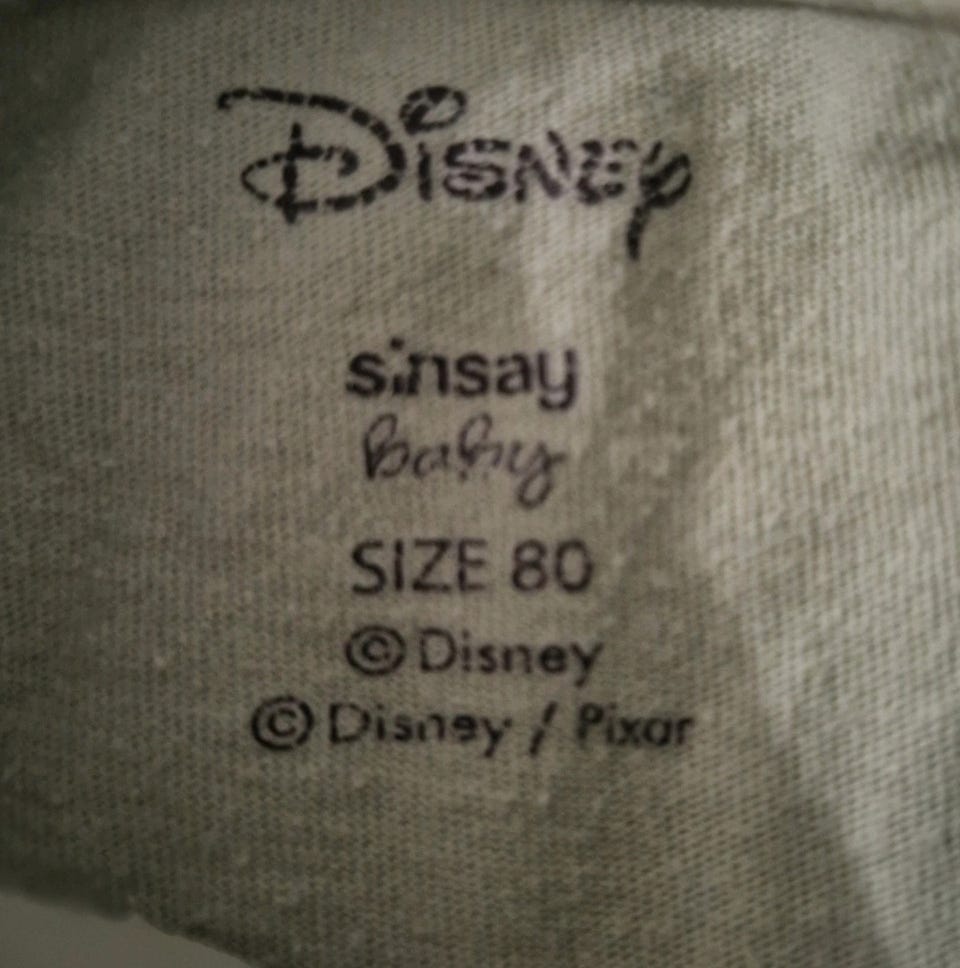 Disney
sinsay
baby
SIZE 80
© Disney
© Disney / Pixar